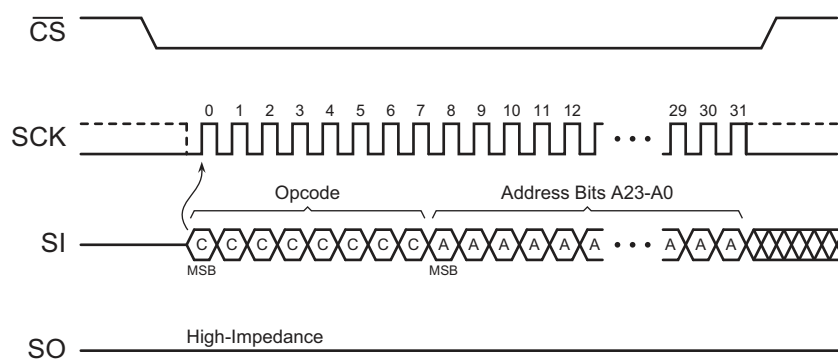 CS
0 1 2 3 4 5 6 7 8 9 10 11 12 29 30 31
SCK
Opcode Address Bits A23-A0
SI C C C C C C C C A A A A A A A A A
MSB MSB
High-Impedance
SO